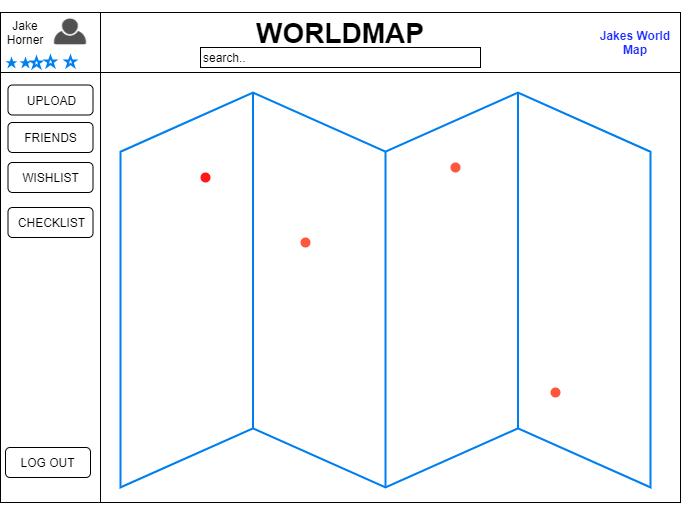 Jake
Horner
WORLDMAP
search..
Jakes World
Map
UPLOAD
FRIENDS
WISHLIST
CHECKLIST
LOG OUT